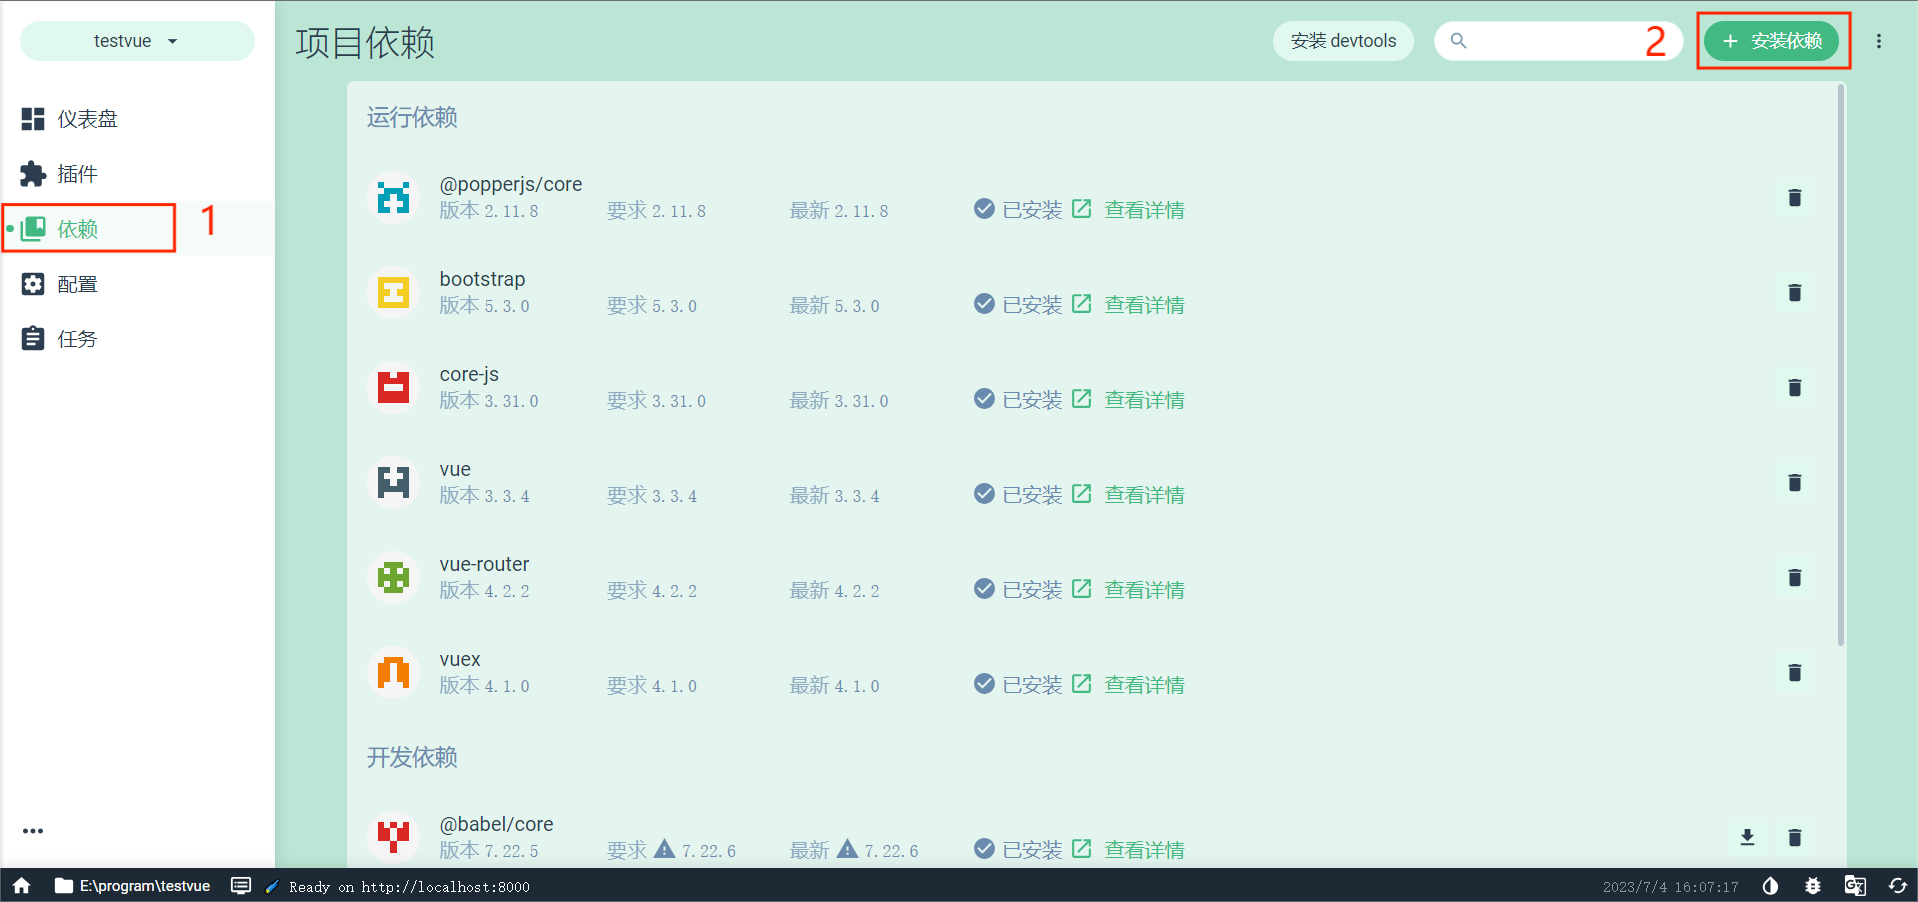 testvue
项目依赖
安装 devtools
2
安装依赖
仪表盘
插件
依赖
1
配置
任务
运行依赖
@popperjs/core
版本 2.11.8 要求 2.11.8 最新 2.11.8 已安装 查看详情
bootstrap
版本 5.3.0 要求 5.3.0 最新 5.3.0 已安装 查看详情
core-js
版本 3.31.0 要求 3.31.0 最新 3.31.0 已安装 查看详情
vue
版本 3.3.4 要求 3.3.4 最新 3.3.4 已安装 查看详情
vue-router
版本 4.2.2 要求 4.2.2 最新 4.2.2 已安装 查看详情
vuex
版本 4.1.0 要求 4.1.0 最新 4.1.0 已安装 查看详情
开发依赖
@babel/core
版本 7.22.5 要求 7.22.6 最新 7.22.6 已安装 查看详情
E:\program\testvue Ready on http://localhost:8000 2023/7/4 16:07:17